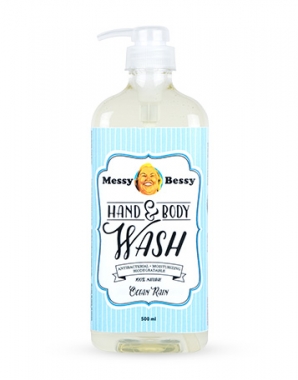 Messy Bessy
HAND & BODY
WASH
ANTIBACTERIAL • MOISTURIZING
BIODEGRADABLE
Ocean Rain
500 ml